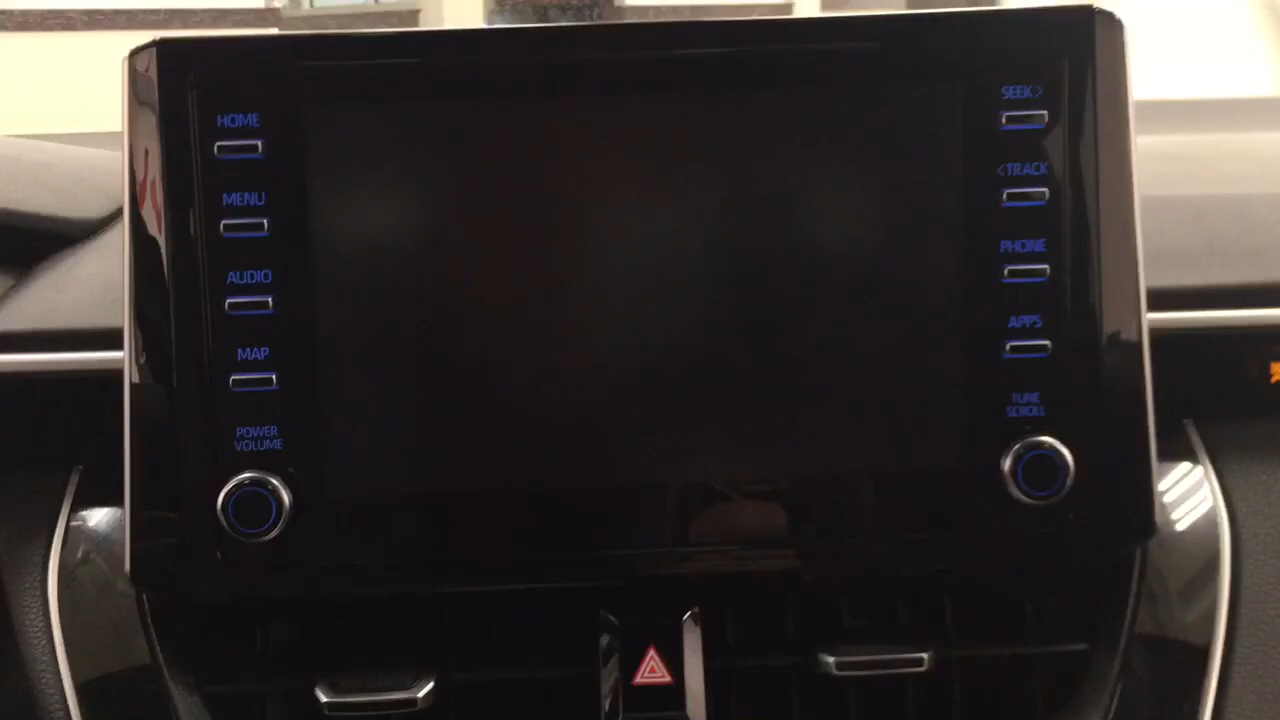 HOME
MENU
AUDIO
MAP
POWER
VOLUME
SEEK>
<TRACK
PHONE
APPS
TUNE
SCROLL